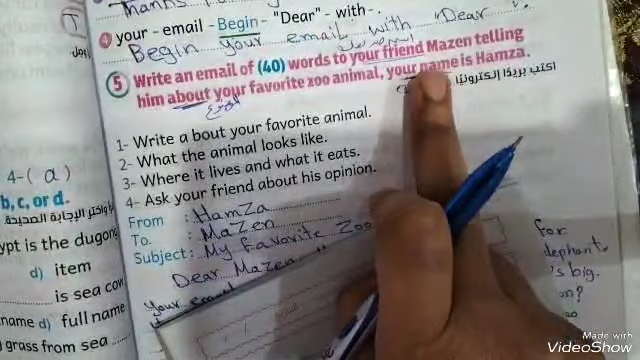 Thanks
4 your - email - Begin - "Dear" - with - .
Begin your email with "Dear".
5 Write an email of (40) words to your friend Mazen telling
him about your favorite zoo animal, your name is Hamza.
اكتب بريدًا إلكترونيًا
1- Write a bout your favorite animal.
2- What the animal looks like.
3- Where it lives and what it eats.
4- Ask your friend about his opinion.
From : HamZa
To. : MaZen
Subject: My favorite Zoo
Dear Mazen
Your email
4-( a )
b, c, or d.
ypt is the dugon
d) item
is sea cow
name d) full name
grass from sea
for
elephant
's big.
Made with
VideoShow